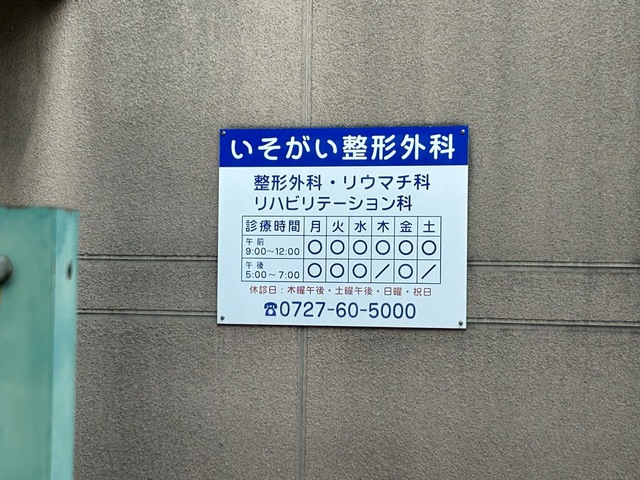 いそがい整形外科
整形外科・リウマチ科
リハビリテーション科
診療時間 月 火 水 木 金 土
午前 9:00〜12:00 ○ ○ ○ ○ ○ ○
午後 5:00〜7:00 ○ ○ ○ / ○ /
休診日：木曜午後・土曜午後・日曜・祝日
☎0727-60-5000